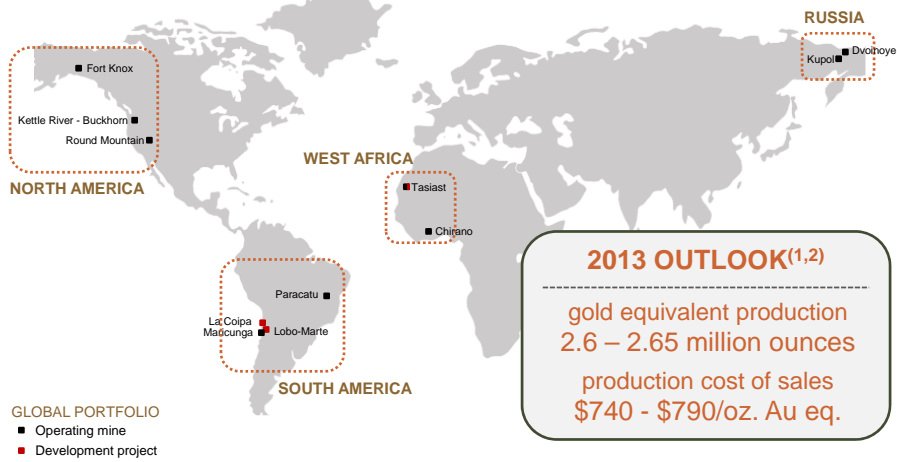 RUSSIA
Dvoinoye
Kupol
Fort Knox
Kettle River - Buckhorn
Round Mountain
NORTH AMERICA
WEST AFRICA
Tasiast
Chirano
Paracatu
La Coipa
Maricunga
Lobo-Marte
SOUTH AMERICA
2013 OUTLOOK(1,2)
gold equivalent production
2.6 – 2.65 million ounces
production cost of sales
$740 - $790/oz. Au eq.
GLOBAL PORTFOLIO
Operating mine
Development project